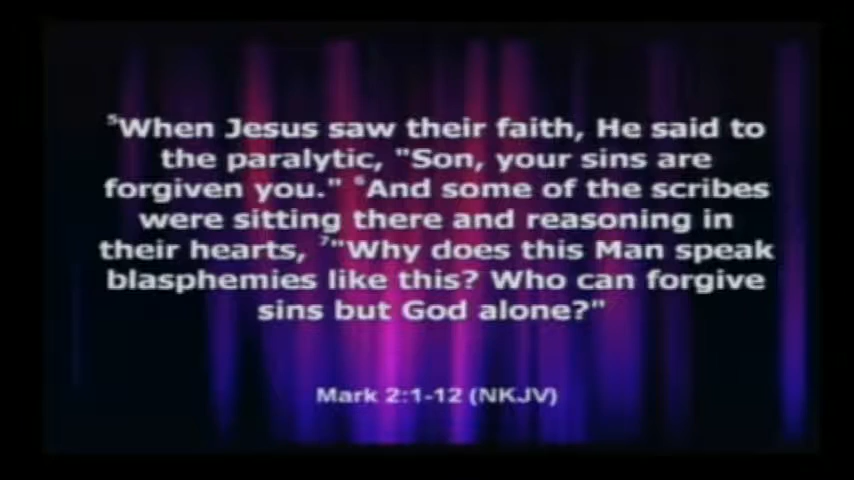 ⁵When Jesus saw their faith, He said to
the paralytic, "Son, your sins are
forgiven you." ⁶And some of the scribes
were sitting there and reasoning in
their hearts, ⁷"Why does this Man speak
blasphemies like this? Who can forgive
sins but God alone?"
Mark 2:1-12 (NKJV)